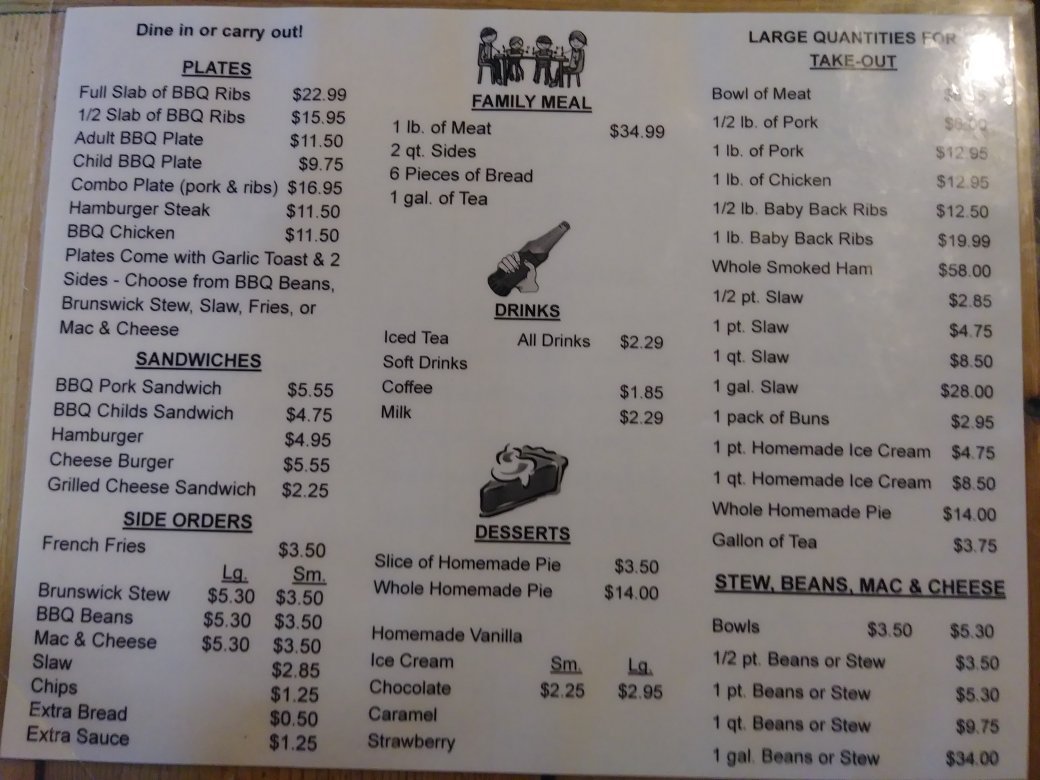 Dine in or carry out!
PLATES
Full Slab of BBQ Ribs $22.99
1/2 Slab of BBQ Ribs $15.95
Adult BBQ Plate $11.50
Child BBQ Plate $9.75
Combo Plate (pork & ribs) $16.95
Hamburger Steak $11.50
BBQ Chicken $11.50
Plates Come with Garlic Toast & 2
Sides - Choose from BBQ Beans,
Brunswick Stew, Slaw, Fries, or
Mac & Cheese
SANDWICHES
BBQ Pork Sandwich $5.55
BBQ Childs Sandwich $4.75
Hamburger $4.95
Cheese Burger $5.55
Grilled Cheese Sandwich $2.25
SIDE ORDERS
French Fries $3.50
Lg. Sm.
Brunswick Stew $5.30 $3.50
BBQ Beans $5.30 $3.50
Mac & Cheese $5.30 $3.50
Slaw $2.85
Chips $1.25
Extra Bread $0.50
Extra Sauce $1.25
FAMILY MEAL
1 lb. of Meat $34.99
2 qt. Sides
6 Pieces of Bread
1 gal. of Tea
DRINKS
Iced Tea All Drinks $2.29
Soft Drinks
Coffee $1.85
Milk $2.29
DESSERTS
Slice of Homemade Pie $3.50
Whole Homemade Pie $14.00
Homemade Vanilla
Ice Cream Sm. Lg.
Chocolate $2.25 $2.95
Caramel
Strawberry
LARGE QUANTITIES FOR
TAKE-OUT
Bowl of Meat
1/2 lb. of Pork
1 lb. of Pork $12.95
1 lb. of Chicken $12.95
1/2 lb. Baby Back Ribs $12.50
1 lb. Baby Back Ribs $19.99
Whole Smoked Ham $58.00
1/2 pt. Slaw $2.85
1 pt. Slaw $4.75
1 qt. Slaw $8.50
1 gal. Slaw $28.00
1 pack of Buns $2.95
1 pt. Homemade Ice Cream $4.75
1 qt. Homemade Ice Cream $8.50
Whole Homemade Pie $14.00
Gallon of Tea $3.75
STEW, BEANS, MAC & CHEESE
Bowls $3.50 $5.30
1/2 pt. Beans or Stew $3.50
1 pt. Beans or Stew $5.30
1 qt. Beans or Stew $9.75
1 gal. Beans or Stew $34.00